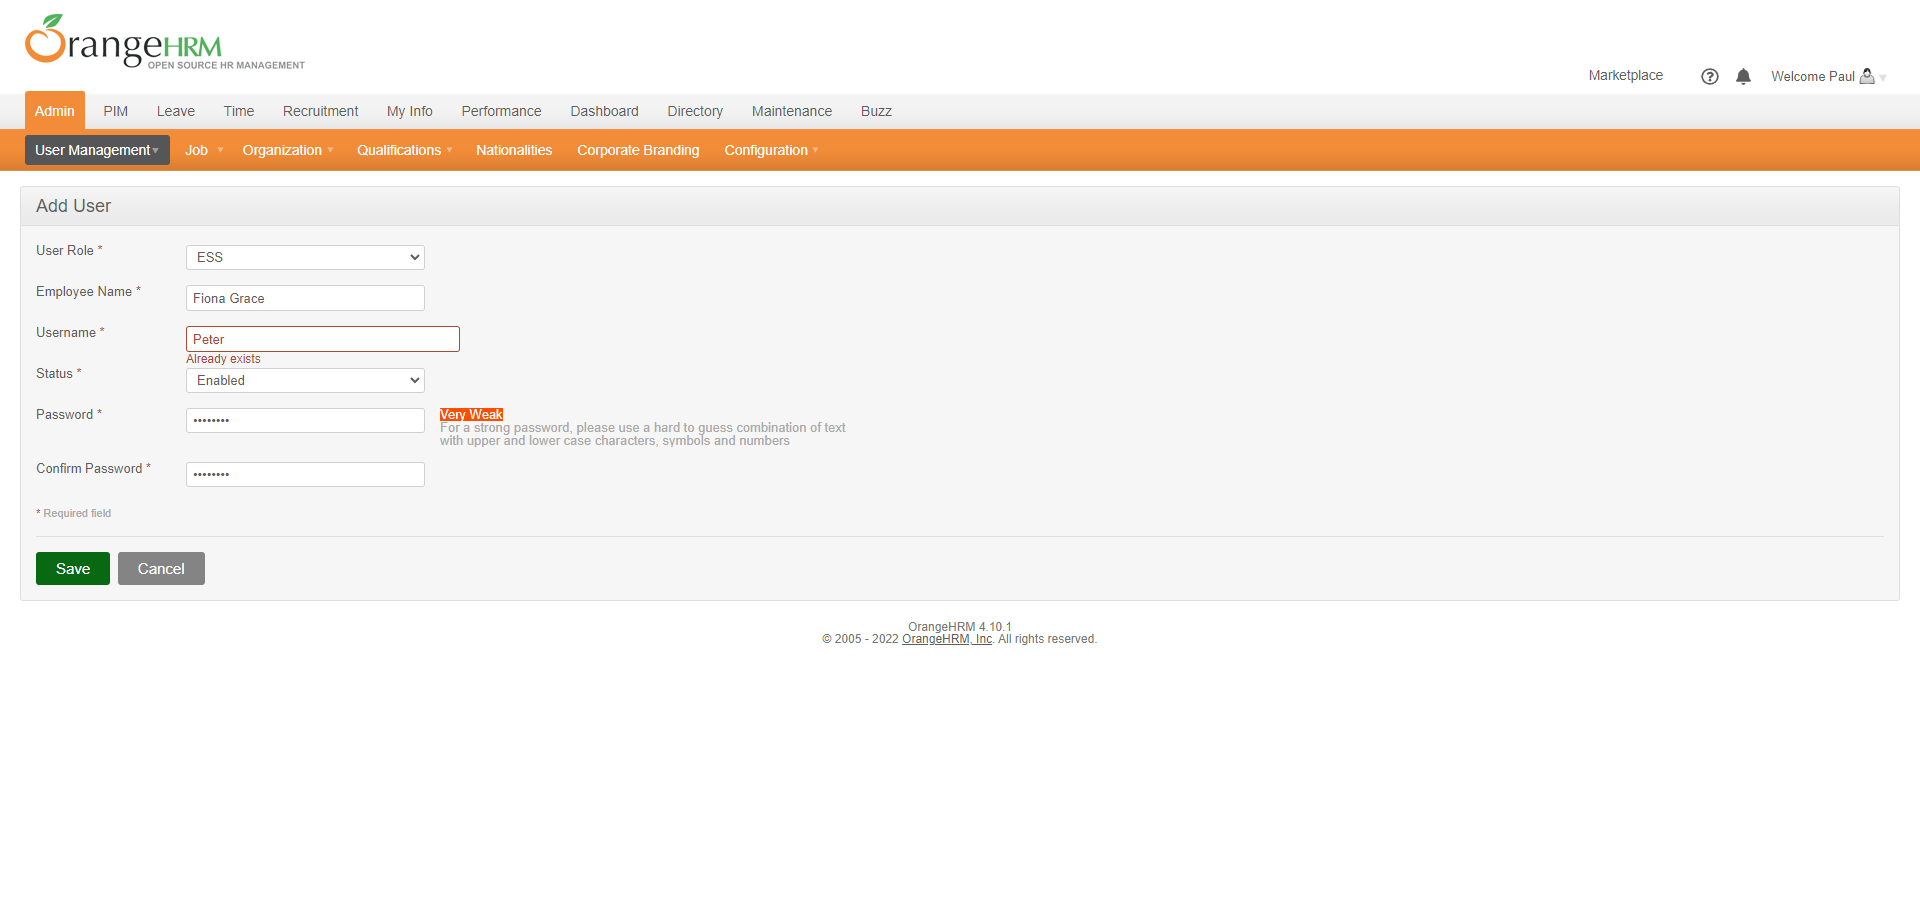 OrangeHRM
OPEN SOURCE HR MANAGEMENT
Marketplace
Welcome Paul
Admin PIM Leave Time Recruitment My Info Performance Dashboard Directory Maintenance Buzz
User Management Job Organization Qualifications Nationalities Corporate Branding Configuration
Add User
User Role * ESS
Employee Name * Fiona Grace
Username * Peter
Already exists
Status * Enabled
Password * •••••••• Very Weak
For a strong password, please use a hard to guess combination of text
with upper and lower case characters, symbols and numbers
Confirm Password * ••••••••
* Required field
Save Cancel
OrangeHRM 4.10.1
© 2005 - 2022 OrangeHRM, Inc. All rights reserved.